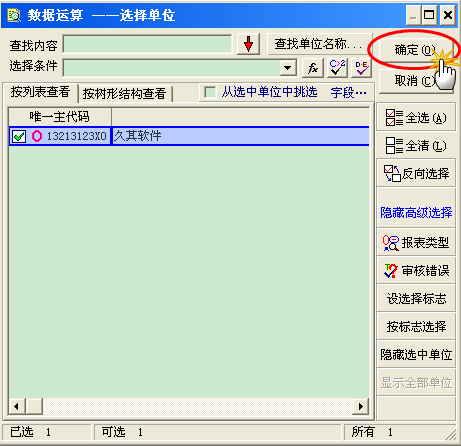 数据运算 ——选择单位
查找内容
查找单位名称...
确定(O)
选择条件
fx
C>2
D-E
取消(C)
按列表查看
按树形结构查看
从选中单位中挑选
字段…
唯一主代码
13213123X0 久其软件
全选(A)
全清(L)
反向选择
隐藏高级选择
报表类型
审核错误
设选择标志
按标志选择
隐藏选中单位
显示全部单位
已选 1
可选 1
所有 1